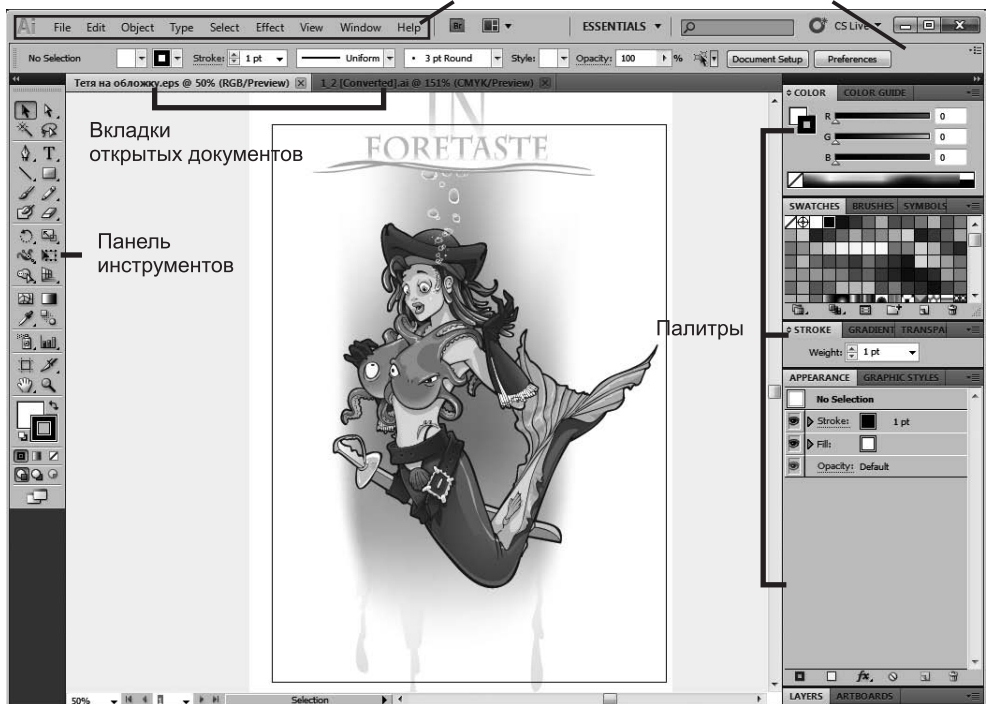 Ai File Edit Object Type Select Effect View Window Help Br ESSENTIALS CS Live
No Selection Stroke: 1 pt Uniform 3 pt Round Style: Opacity: 100 % Document Setup Preferences
Тетя на обложку.eps @ 50% (RGB/Preview) 1_2 [Converted].ai @ 151% (CMYK/Preview)
COLOR COLOR GUIDE
R 0
G 0
B 0
IN
FORETASTE
Вкладки
открытых документов
SWATCHES BRUSHES SYMBOLS
Панель
инструментов
Палитры
STROKE GRADIENT TRANSPA
Weight: 1 pt
APPEARANCE GRAPHIC STYLES
No Selection
Stroke: 1 pt
Fill:
Opacity: Default
fx
50% 1 Selection
LAYERS ARTBOARDS